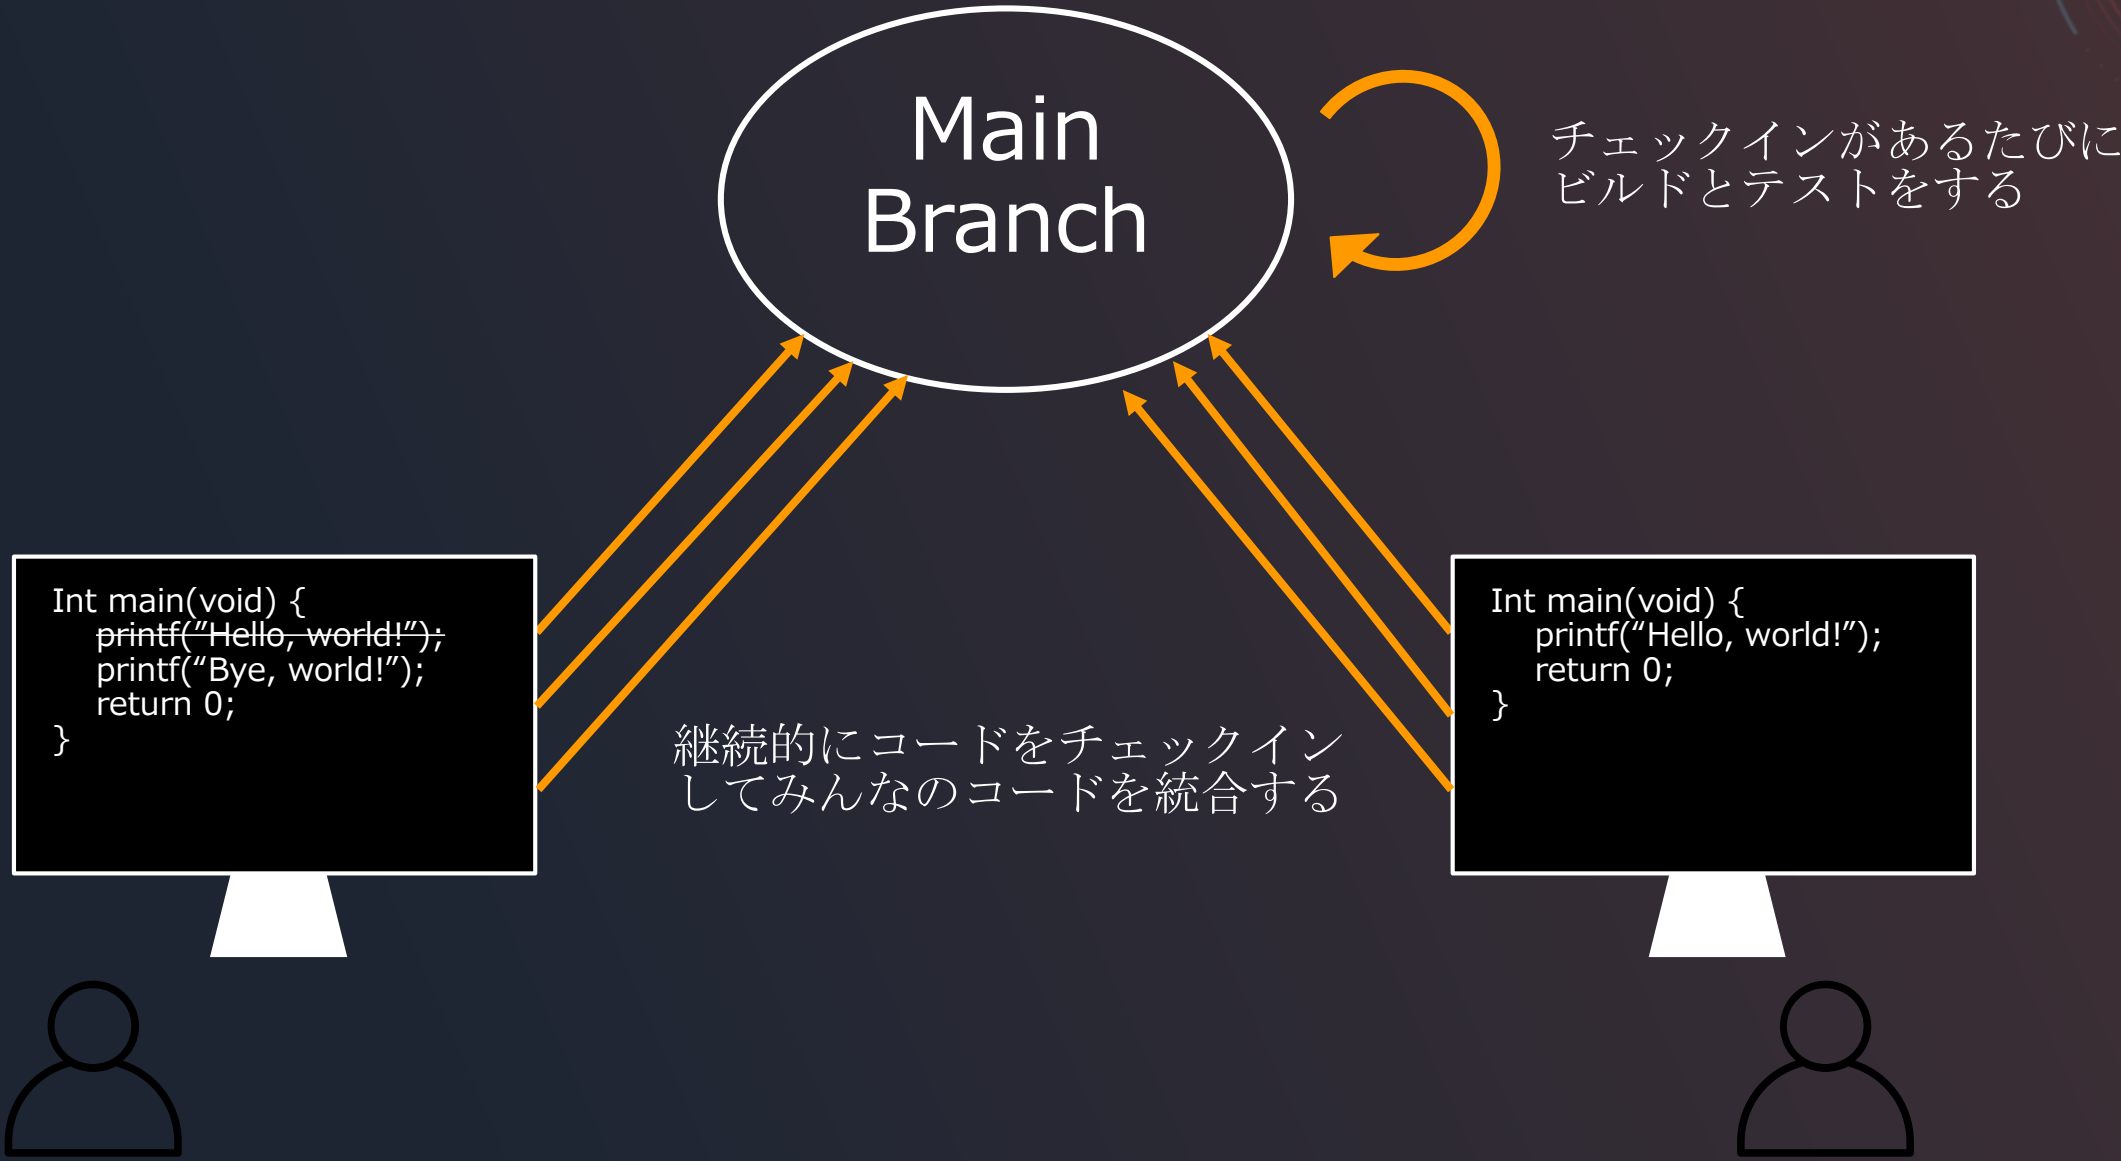 Main
Branch
チェックインがあるたびに
ビルドとテストをする
Int main(void) {
printf(”Hello, world!”);
printf(“Bye, world!”);
return 0;
}
継続的にコードをチェックイン
してみんなのコードを統合する
Int main(void) {
printf(“Hello, world!”);
return 0;
}